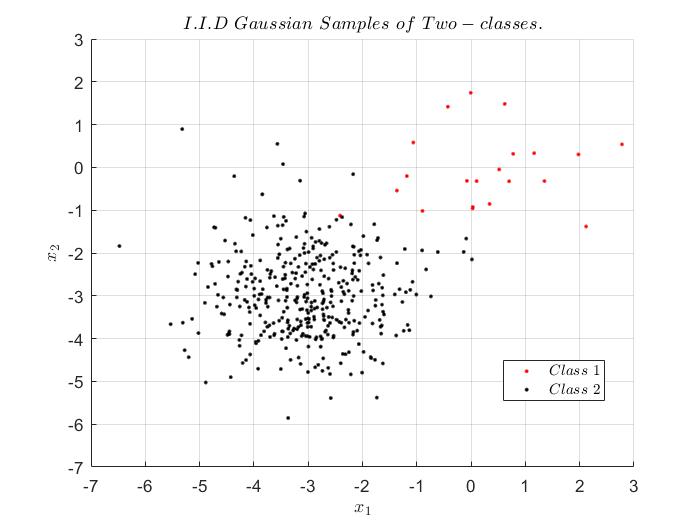 I.I.D Gaussian Samples of Two − classes.
3
2
1
0
-1
-2
-3
-4
-5
-6
-7
x₂
Class 1
Class 2
-7 -6 -5 -4 -3 -2 -1 0 1 2 3
x₁